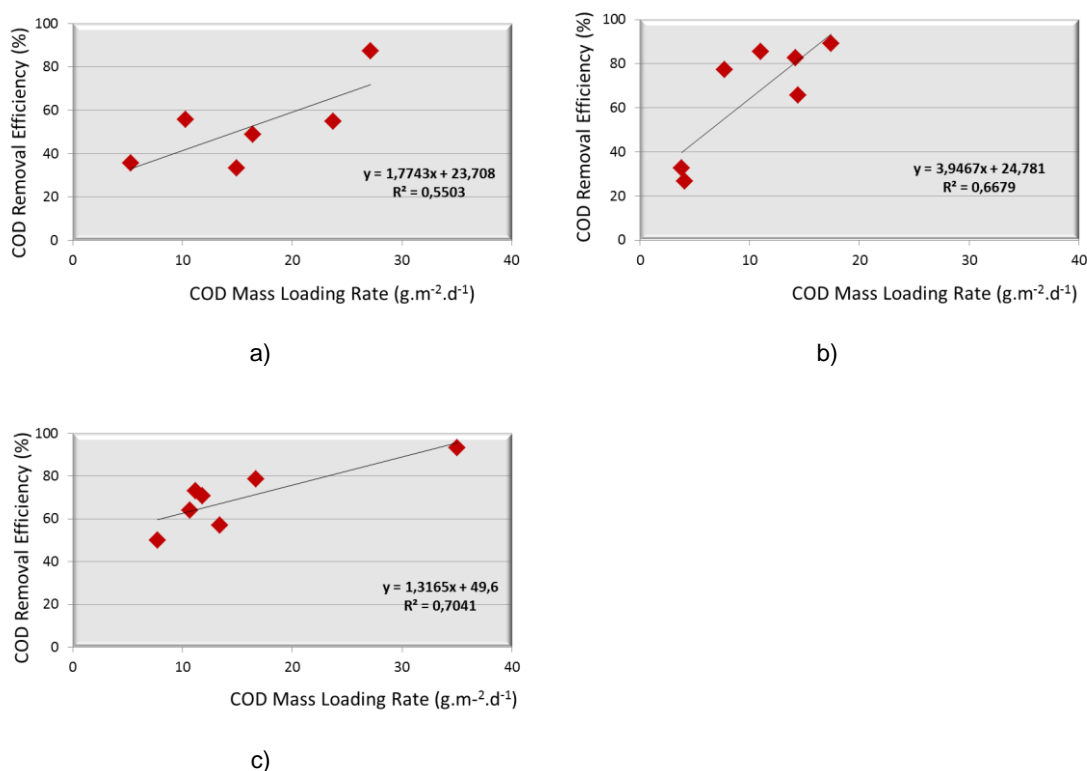 COD Removal Efficiency (%)
100
80
60
40
20
0
y = 1,7743x + 23,708
R² = 0,5503
0 10 20 30 40
COD Mass Loading Rate (g.m⁻².d⁻¹)
a)
COD Removal Efficiency (%)
100
80
60
40
20
0
y = 3,9467x + 24,781
R² = 0,6679
0 10 20 30 40
COD Mass Loading Rate (g.m⁻².d⁻¹)
b)
COD Removal Efficiency (%)
100
80
60
40
20
0
y = 1,3165x + 49,6
R² = 0,7041
0 10 20 30 40
COD Mass Loading Rate (g.m-².d⁻¹)
c)